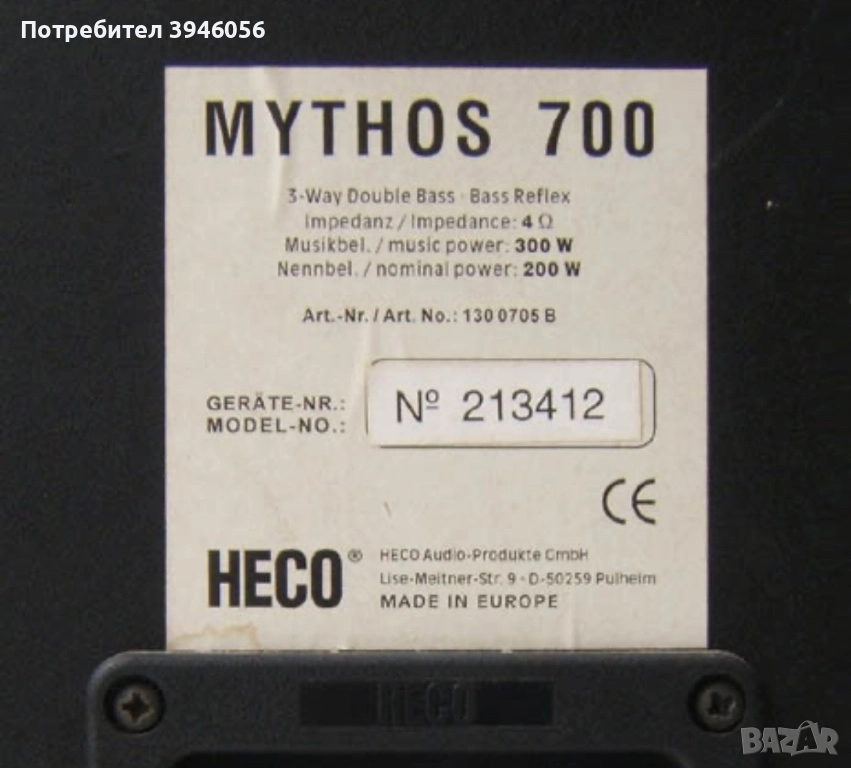 Потребител 3946056
MYTHOS 700
3-Way Double Bass · Bass Reflex
Impedanz / Impedance: 4 Ω
Musikbel. / music power: 300 W
Nennbel. / nominal power: 200 W
Art.-Nr. / Art. No.: 130 0705 B
GERÄTE-NR.:
MODEL-NO.:
Nº 213412
CE
HECO®
HECO Audio-Produkte GmbH
Lise-Meitner-Str. 9 · D-50259 Pulheim
MADE IN EUROPE
HECO
BAZAR